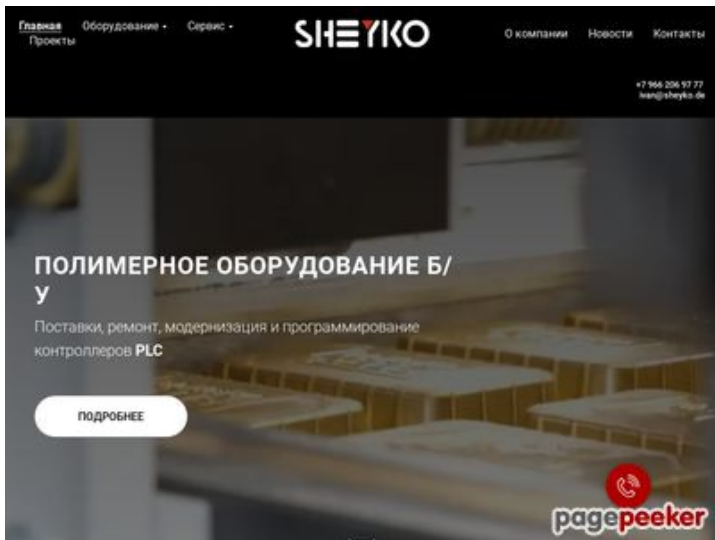 Главная Оборудование Сервис
Проекты
SHEYKO
О компании Новости Контакты
+7 966 206 97 77
ivan@sheyko.de
ПОЛИМЕРНОЕ ОБОРУДОВАНИЕ Б/
У
Поставки, ремонт, модернизация и программирование
контроллеров PLC
ПОДРОБНЕЕ
pagepeeker